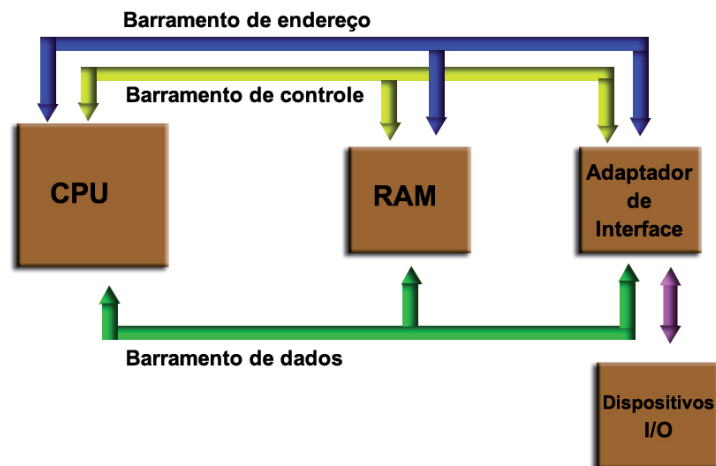 Barramento de endereço
Barramento de controle
CPU
RAM
Adaptador
de
Interface
Barramento de dados
Dispositivos
I/O